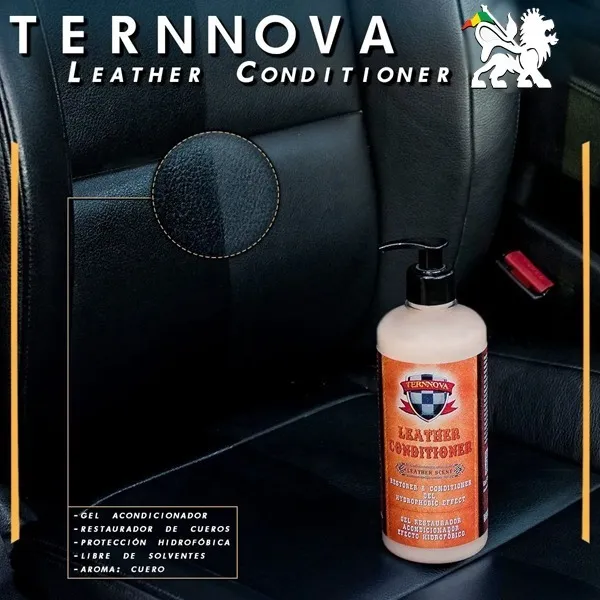 TERNNOVA
LEATHER CONDITIONER
-GEL ACONDICIONADOR
-RESTAURADOR DE CUEROS
-PROTECCIÓN HIDROFÓBICA
-LIBRE DE SOLVENTES
-AROMA: CUERO
TERNNOVA
LEATHER
CONDITIONER
LEATHER SCENT
RESTORER & CONDITIONER
GEL
HYDROPHOBIC EFFECT
GEL RESTAURADOR
ACONDICIONADOR
EFECTO HIDROFÓBICO